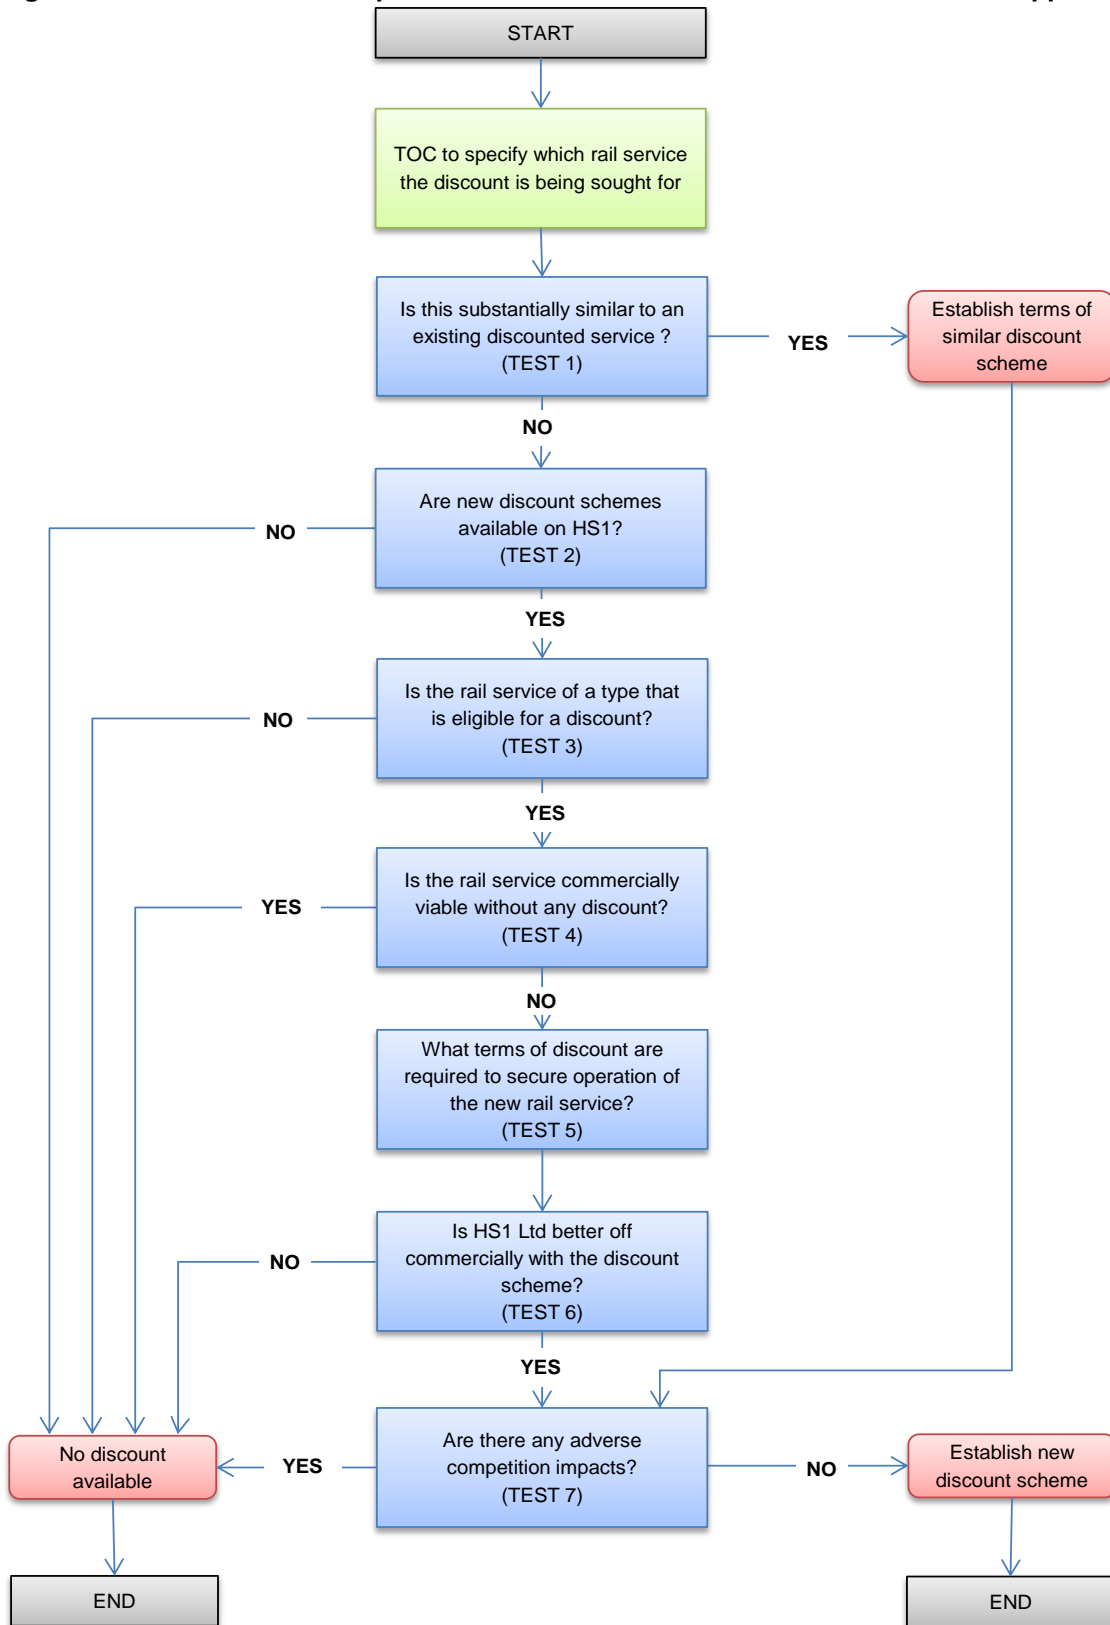 START
TOC to specify which rail service
the discount is being sought for
Is this substantially similar to an
existing discounted service ?
(TEST 1)
YES
Establish terms of
similar discount
scheme
NO
Are new discount schemes
available on HS1?
(TEST 2)
NO
YES
Is the rail service of a type that
is eligible for a discount?
(TEST 3)
NO
YES
Is the rail service commercially
viable without any discount?
(TEST 4)
YES
NO
What terms of discount are
required to secure operation of
the new rail service?
(TEST 5)
Is HS1 Ltd better off
commercially with the discount
scheme?
(TEST 6)
NO
YES
Are there any adverse
competition impacts?
(TEST 7)
YES
No discount
available
NO
Establish new
discount scheme
END
END